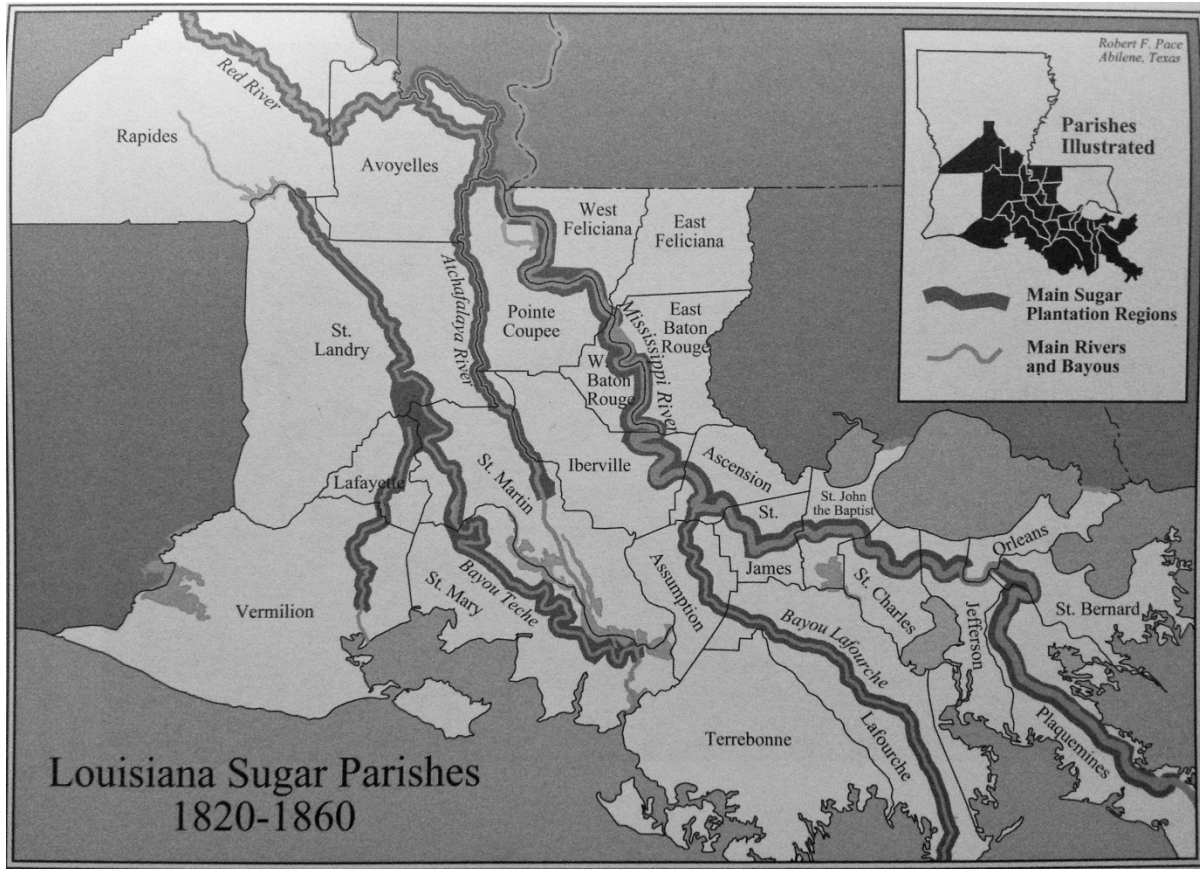 Robert F. Pace
Abilene, Texas
Parishes
Illustrated
Main Sugar
Plantation Regions
Main Rivers
and Bayous
Red River
Rapides
Avoyelles
West
Feliciana
East
Feliciana
Atchafalaya River
Pointe
Coupee
East
Baton
Rouge
Mississippi River
St.
Landry
W.
Baton
Rouge
Lafayette
St. Martin
Iberville
Ascension
St.
James
St. John
the Baptist
Orleans
Assumption
Vermilion
St. Mary
Bayou Teche
St. Charles
Jefferson
St. Bernard
Bayou Lafourche
Lafourche
Terrebonne
Plaquemines
Louisiana Sugar Parishes
1820-1860